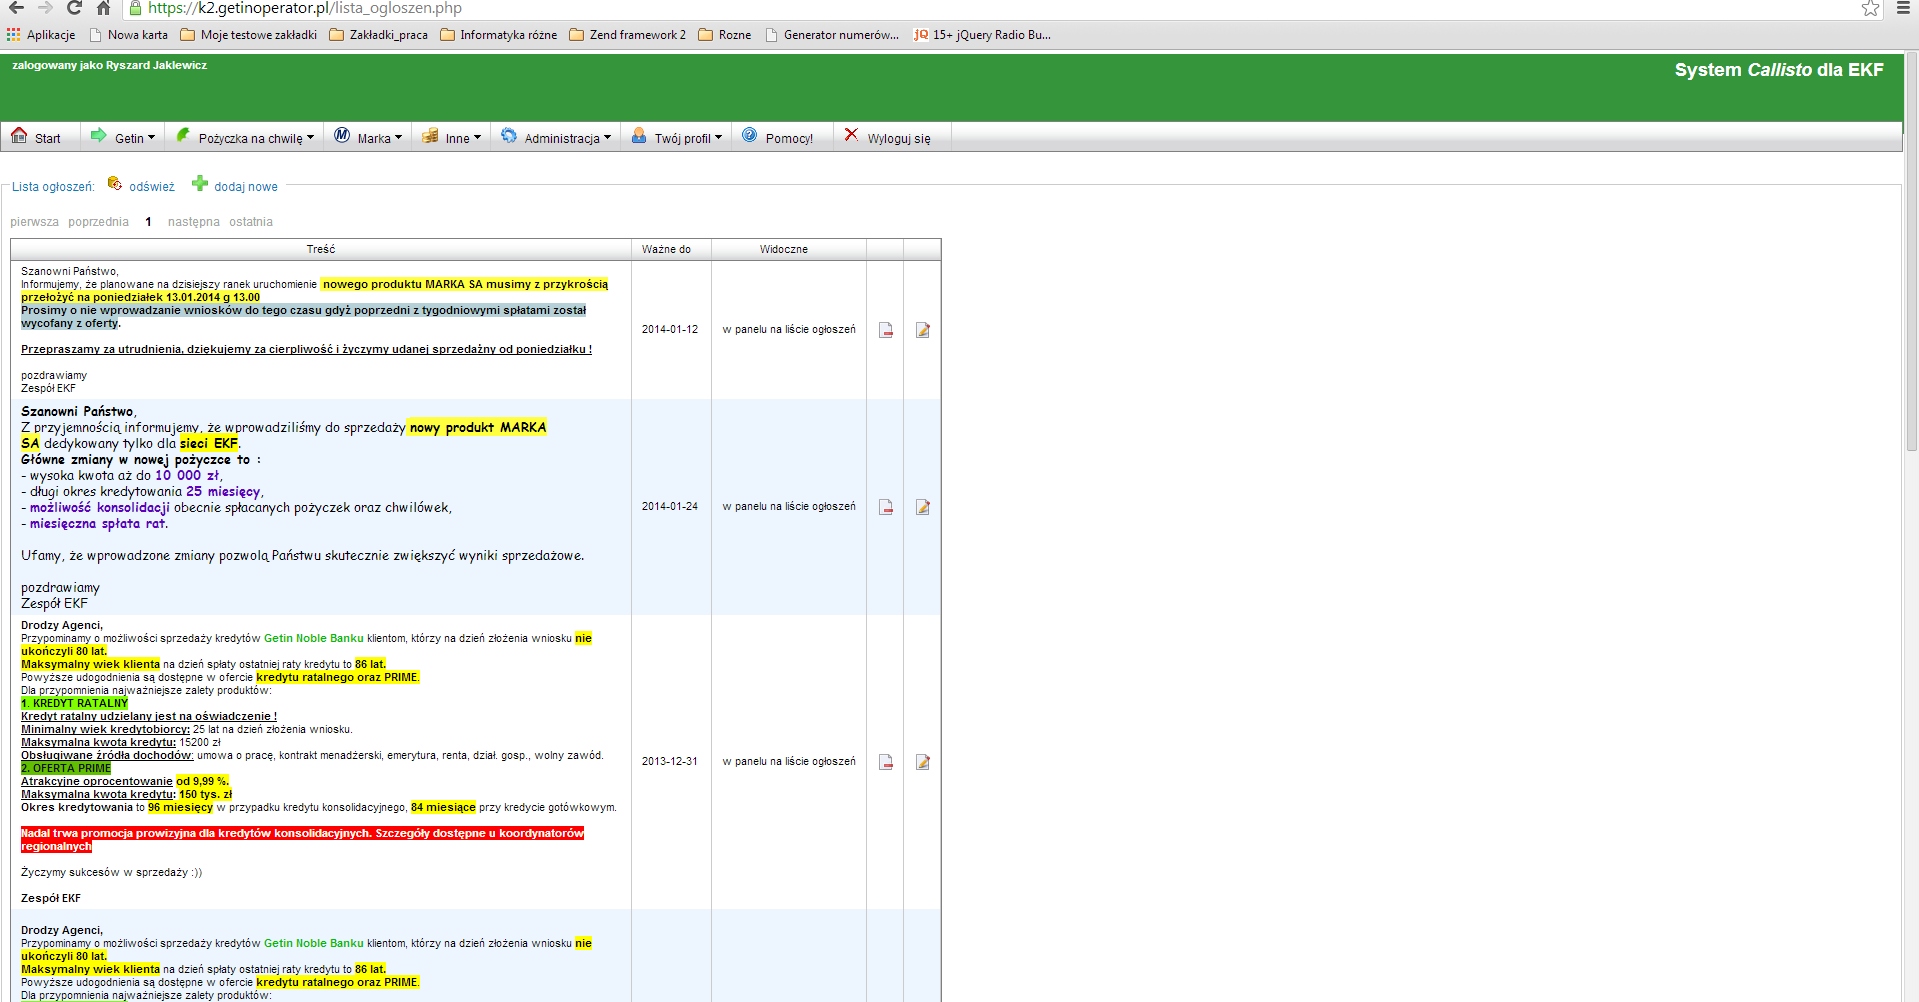 https://k2.getinoperator.pl/lista_ogloszen.php
Aplikacje Nowa karta Moje testowe zakładki Zakładki_praca Informatyka różne Zend framework 2 Rozne Generator numerów... jQ 15+ jQuery Radio Bu...
zalogowany jako Ryszard Jaklewicz
System Callisto dla EKF
Start Getin Pożyczka na chwilę M Marka Inne Administracja Twój profil Pomocy! Wyloguj się
Lista ogłoszeń: odśwież dodaj nowe
pierwsza poprzednia 1 następna ostatnia
Treść Ważne do Widoczne
Szanowni Państwo,
Informujemy, że planowane na dzisiejszy ranek uruchomienie nowego produktu MARKA SA musimy z przykrością
przełożyć na poniedziałek 13.01.2014 g 13.00
Prosimy o nie wprowadzanie wniosków do tego czasu gdyż poprzedni z tygodniowymi spłatami został
wycofany z oferty.
Przepraszamy za utrudnienia, dziękujemy za cierpliwość i życzymy udanej sprzedażny od poniedziałku !
pozdrawiamy
Zespół EKF
2014-01-12 w panelu na liście ogłoszeń
Szanowni Państwo,
Z przyjemnością informujemy, że wprowadziliśmy do sprzedaży nowy produkt MARKA
SA dedykowany tylko dla sieci EKF.
Główne zmiany w nowej pożyczce to :
- wysoka kwota aż do 10 000 zł,
- długi okres kredytowania 25 miesięcy,
- możliwość konsolidacji obecnie spłacanych pożyczek oraz chwilówek,
- miesięczna spłata rat.
Ufamy, że wprowadzone zmiany pozwolą Państwu skutecznie zwiększyć wyniki sprzedażowe.
pozdrawiamy
Zespół EKF
2014-01-24 w panelu na liście ogłoszeń
Drodzy Agenci,
Przypominamy o możliwości sprzedaży kredytów Getin Noble Banku klientom, którzy na dzień złożenia wniosku nie
ukończyli 80 lat.
Maksymalny wiek klienta na dzień spłaty ostatniej raty kredytu to 86 lat.
Powyższe udogodnienia są dostępne w ofercie kredytu ratalnego oraz PRIME.
Dla przypomnienia najważniejsze zalety produktów:
1. KREDYT RATALNY
Kredyt ratalny udzielany jest na oświadczenie !
Minimalny wiek kredytobiorcy: 25 lat na dzień złożenia wniosku.
Maksymalna kwota kredytu: 15200 zł
Obsługiwane źródła dochodów: umowa o pracę, kontrakt menadżerski, emerytura, renta, dział. gosp., wolny zawód.
2. OFERTA PRIME
Atrakcyjne oprocentowanie od 9,99 %.
Maksymalna kwota kredytu: 150 tys. zł
Okres kredytowania to 96 miesięcy w przypadku kredytu konsolidacyjnego, 84 miesiące przy kredycie gotówkowym.
Nadal trwa promocja prowizyjna dla kredytów konsolidacyjnych. Szczegóły dostępne u koordynatorów
regionalnych
Życzymy sukcesów w sprzedaży :))
Zespół EKF
2013-12-31 w panelu na liście ogłoszeń
Drodzy Agenci,
Przypominamy o możliwości sprzedaży kredytów Getin Noble Banku klientom, którzy na dzień złożenia wniosku nie
ukończyli 80 lat.
Maksymalny wiek klienta na dzień spłaty ostatniej raty kredytu to 86 lat.
Powyższe udogodnienia są dostępne w ofercie kredytu ratalnego oraz PRIME.
Dla przypomnienia najważniejsze zalety produktów: